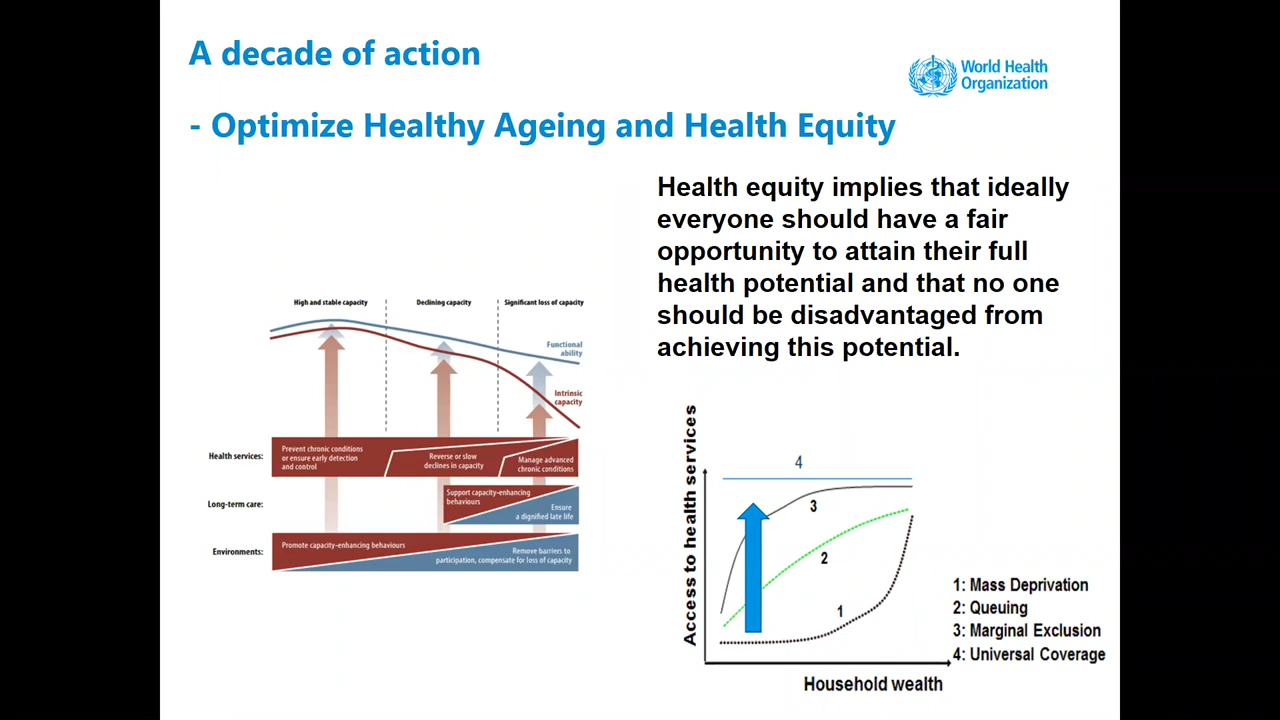 A decade of action
World Health
Organization
- Optimize Healthy Ageing and Health Equity
Health equity implies that ideally
everyone should have a fair
opportunity to attain their full
health potential and that no one
should be disadvantaged from
achieving this potential.
High and stable capacity
Declining capacity
Significant loss of capacity
Functional
ability
Intrinsic
capacity
Health services:
Prevent chronic conditions
or ensure early detection
and control
Reverse or slow
declines in capacity
Manage advanced
chronic conditions
Long-term care:
Support capacity-enhancing
behaviours
Ensure
a dignified late life
Environments:
Promote capacity-enhancing behaviours
Remove barriers to
participation, compensate for loss of capacity
Access to health services
4
3
2
1
Household wealth
1: Mass Deprivation
2: Queuing
3: Marginal Exclusion
4: Universal Coverage